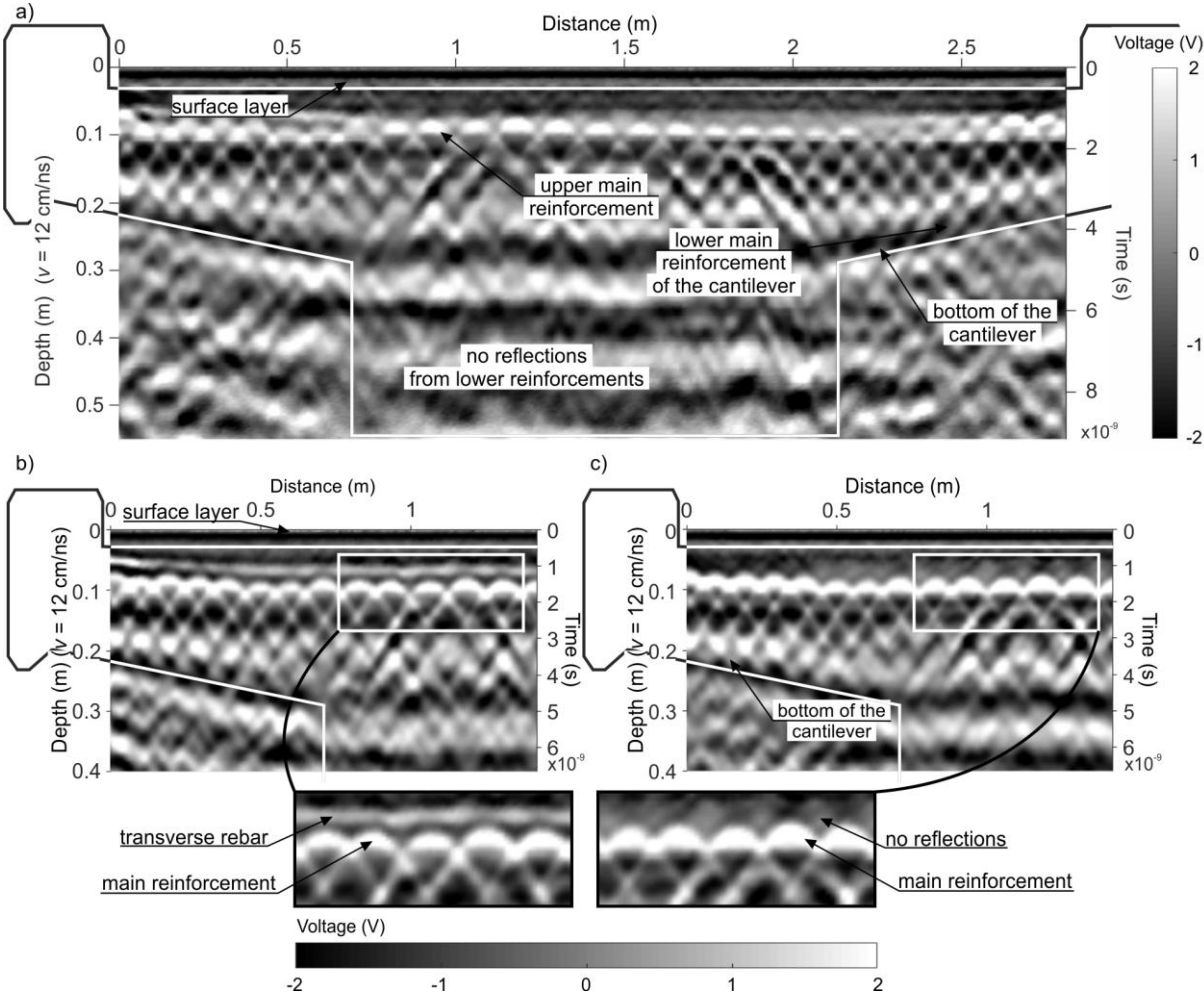 a)
Distance (m)
0 0.5 1 1.5 2 2.5
Voltage (V)
2
1
0
-1
-2
0
0.1
0.2
0.3
0.4
0.5
Depth (m) (v = 12 cm/ns)
0
2
4
6
8
x10⁻⁹
Time (s)
surface layer
upper main
reinforcement
lower main
reinforcement
of the cantilever
bottom of the
cantilever
no reflections
from lower reinforcements
b)
Distance (m)
0 0.5 1
surface layer
0
0.1
0.2
0.3
0.4
Depth (m) (v = 12 cm/ns)
0
1
2
3
4
5
6
x10⁻⁹
Time (s)
c)
Distance (m)
0 0.5 1
0
0.1
0.2
0.3
0.4
Depth (m) (v = 12 cm/ns)
0
1
2
3
4
5
6
x10⁻⁹
Time (s)
bottom of the
cantilever
transverse rebar
main reinforcement
no reflections
main reinforcement
Voltage (V)
-2 -1 0 1 2